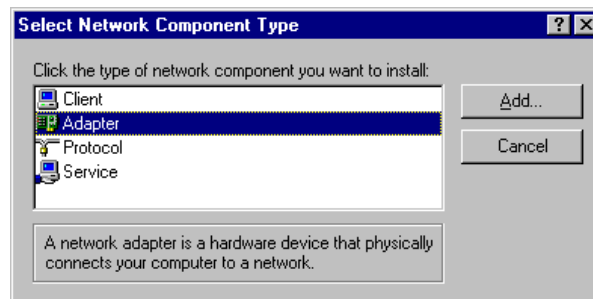 Select Network Component Type
Click the type of network component you want to install:
Client
Adapter
Protocol
Service
Add...
Cancel
A network adapter is a hardware device that physically
connects your computer to a network.